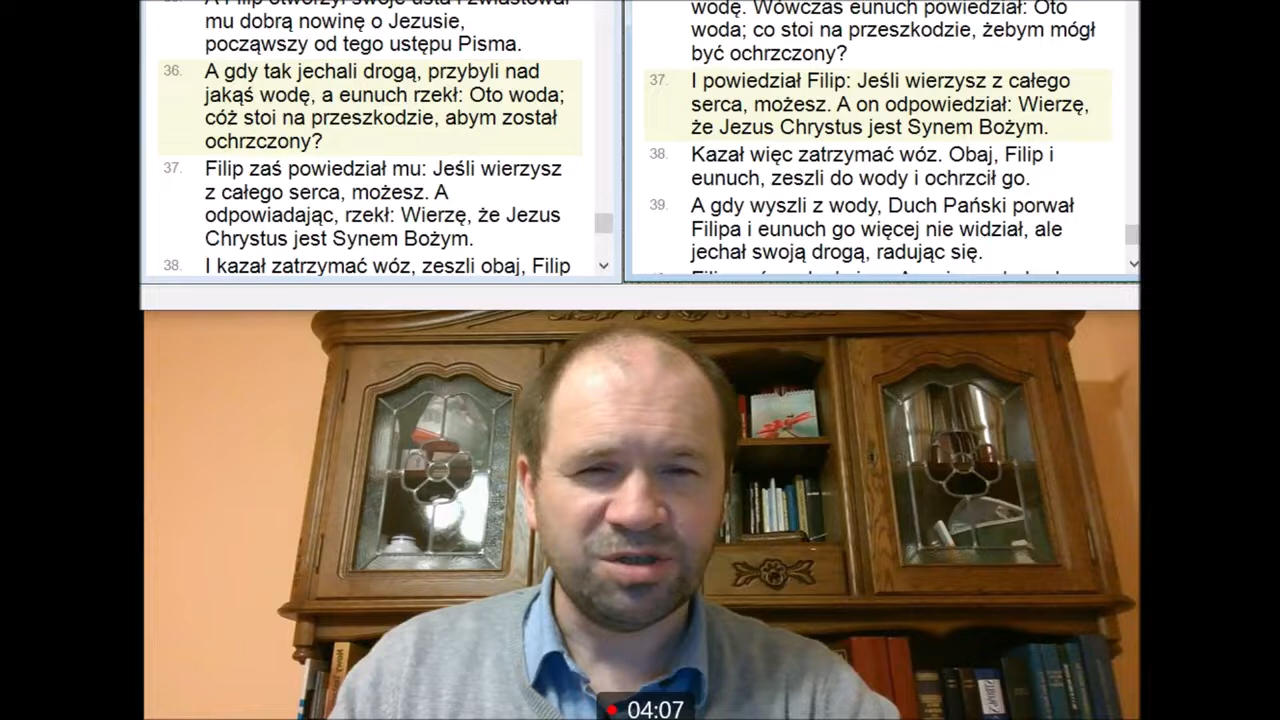 A Filip otworzył swoje usta i zwiastował
mu dobrą nowinę o Jezusie,
począwszy od tego ustępu Pisma.
36. A gdy tak jechali drogą, przybyli nad
jakąś wodę, a eunuch rzekł: Oto woda;
cóż stoi na przeszkodzie, abym został
ochrzczony?
37. Filip zaś powiedział mu: Jeśli wierzysz
z całego serca, możesz. A
odpowiadając, rzekł: Wierzę, że Jezus
Chrystus jest Synem Bożym.
38. I kazał zatrzymać wóz, zeszli obaj, Filip
wodę. Wówczas eunuch powiedział: Oto
woda; co stoi na przeszkodzie, żebym mógł
być ochrzczony?
37. I powiedział Filip: Jeśli wierzysz z całego
serca, możesz. A on odpowiedział: Wierzę,
że Jezus Chrystus jest Synem Bożym.
38. Kazał więc zatrzymać wóz. Obaj, Filip i
eunuch, zeszli do wody i ochrzcił go.
39. A gdy wyszli z wody, Duch Pański porwał
Filipa i eunuch go więcej nie widział, ale
jechał swoją drogą, radując się.
04:07